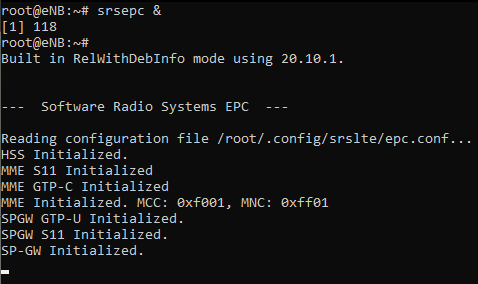 root@eNB:~# srsepc &
[1] 118
root@eNB:~#
Built in RelWithDebInfo mode using 20.10.1.
---  Software Radio Systems EPC  ---
Reading configuration file /root/.config/srslte/epc.conf...
HSS Initialized.
MME S11 Initialized
MME GTP-C Initialized
MME Initialized. MCC: 0xf001, MNC: 0xff01
SPGW GTP-U Initialized.
SPGW S11 Initialized.
SP-GW Initialized.